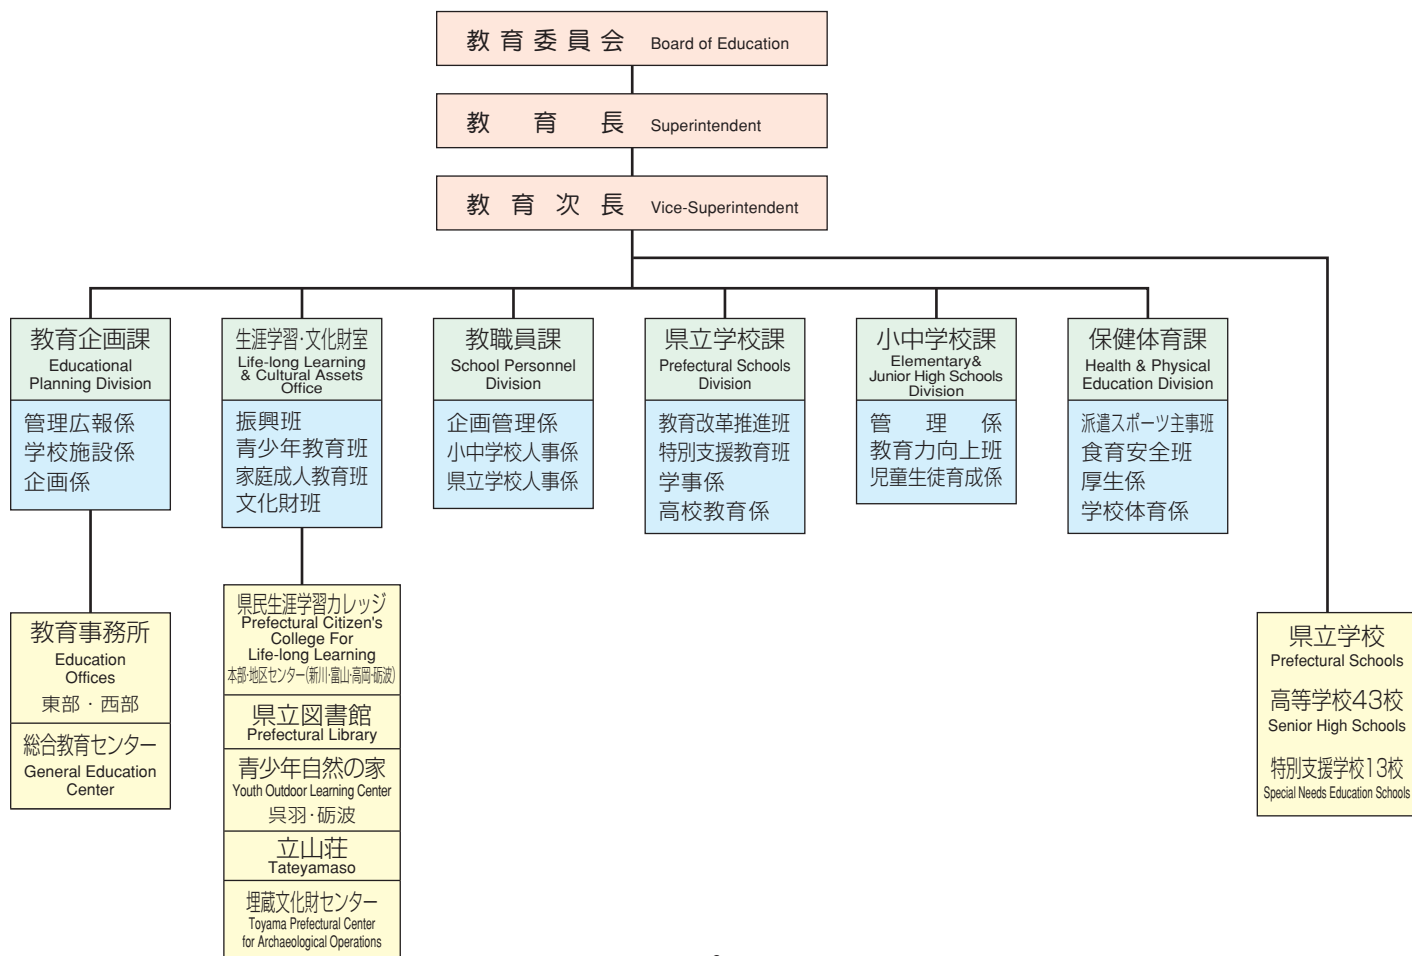 教育委員会 Board of Education
教育長 Superintendent
教育次長 Vice-Superintendent
教育企画課
Educational
Planning Division
管理広報係
学校施設係
企画係
生涯学習・文化財室
Life-long Learning
& Cultural Assets
Office
振興班
青少年教育班
家庭成人教育班
文化財班
教職員課
School Personnel
Division
企画管理係
小中学校人事係
県立学校人事係
県立学校課
Prefectural Schools
Division
教育改革推進班
特別支援教育班
学事係
高校教育係
小中学校課
Elementary&
Junior High Schools
Division
管理係
教育力向上班
児童生徒育成係
保健体育課
Health & Physical
Education Division
派遣スポーツ主事班
食育安全班
厚生係
学校体育係
教育事務所
Education
Offices
東部・西部
総合教育センター
General Education
Center
県民生涯学習カレッジ
Prefectural Citizen's
College For
Life-long Learning
本部・地区センター(新川・富山・高岡・砺波)
県立図書館
Prefectural Library
青少年自然の家
Youth Outdoor Learning Center
呉羽・砺波
立山荘
Tateyamaso
埋蔵文化財センター
Toyama Prefectural Center
for Archaeological Operations
県立学校
Prefectural Schools
高等学校43校
Senior High Schools
特別支援学校13校
Special Needs Education Schools